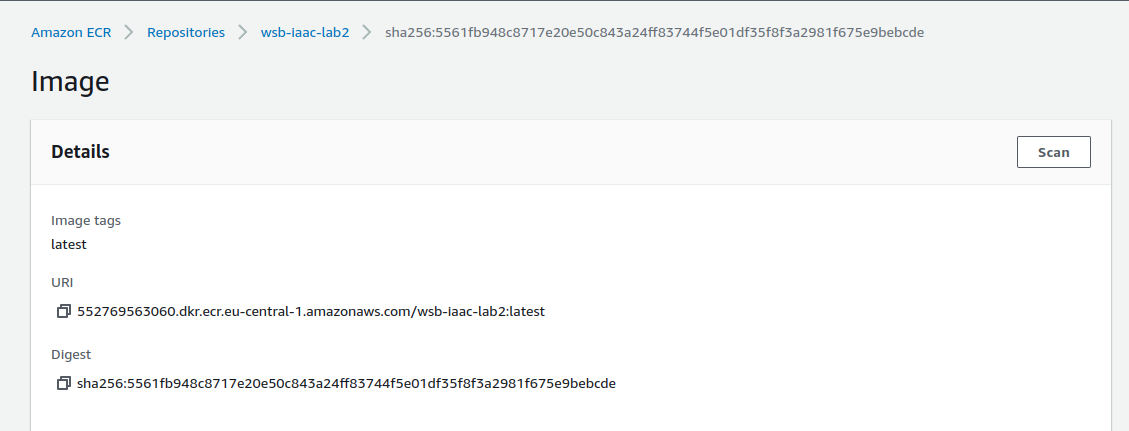 Amazon ECR > Repositories > wsb-iaac-lab2 > sha256:5561fb948c8717e20e50c843a24ff83744f5e01df35f8f3a2981f675e9bebcde
Image
Details
Scan
Image tags
latest
URI
552769563060.dkr.ecr.eu-central-1.amazonaws.com/wsb-iaac-lab2:latest
Digest
sha256:5561fb948c8717e20e50c843a24ff83744f5e01df35f8f3a2981f675e9bebcde